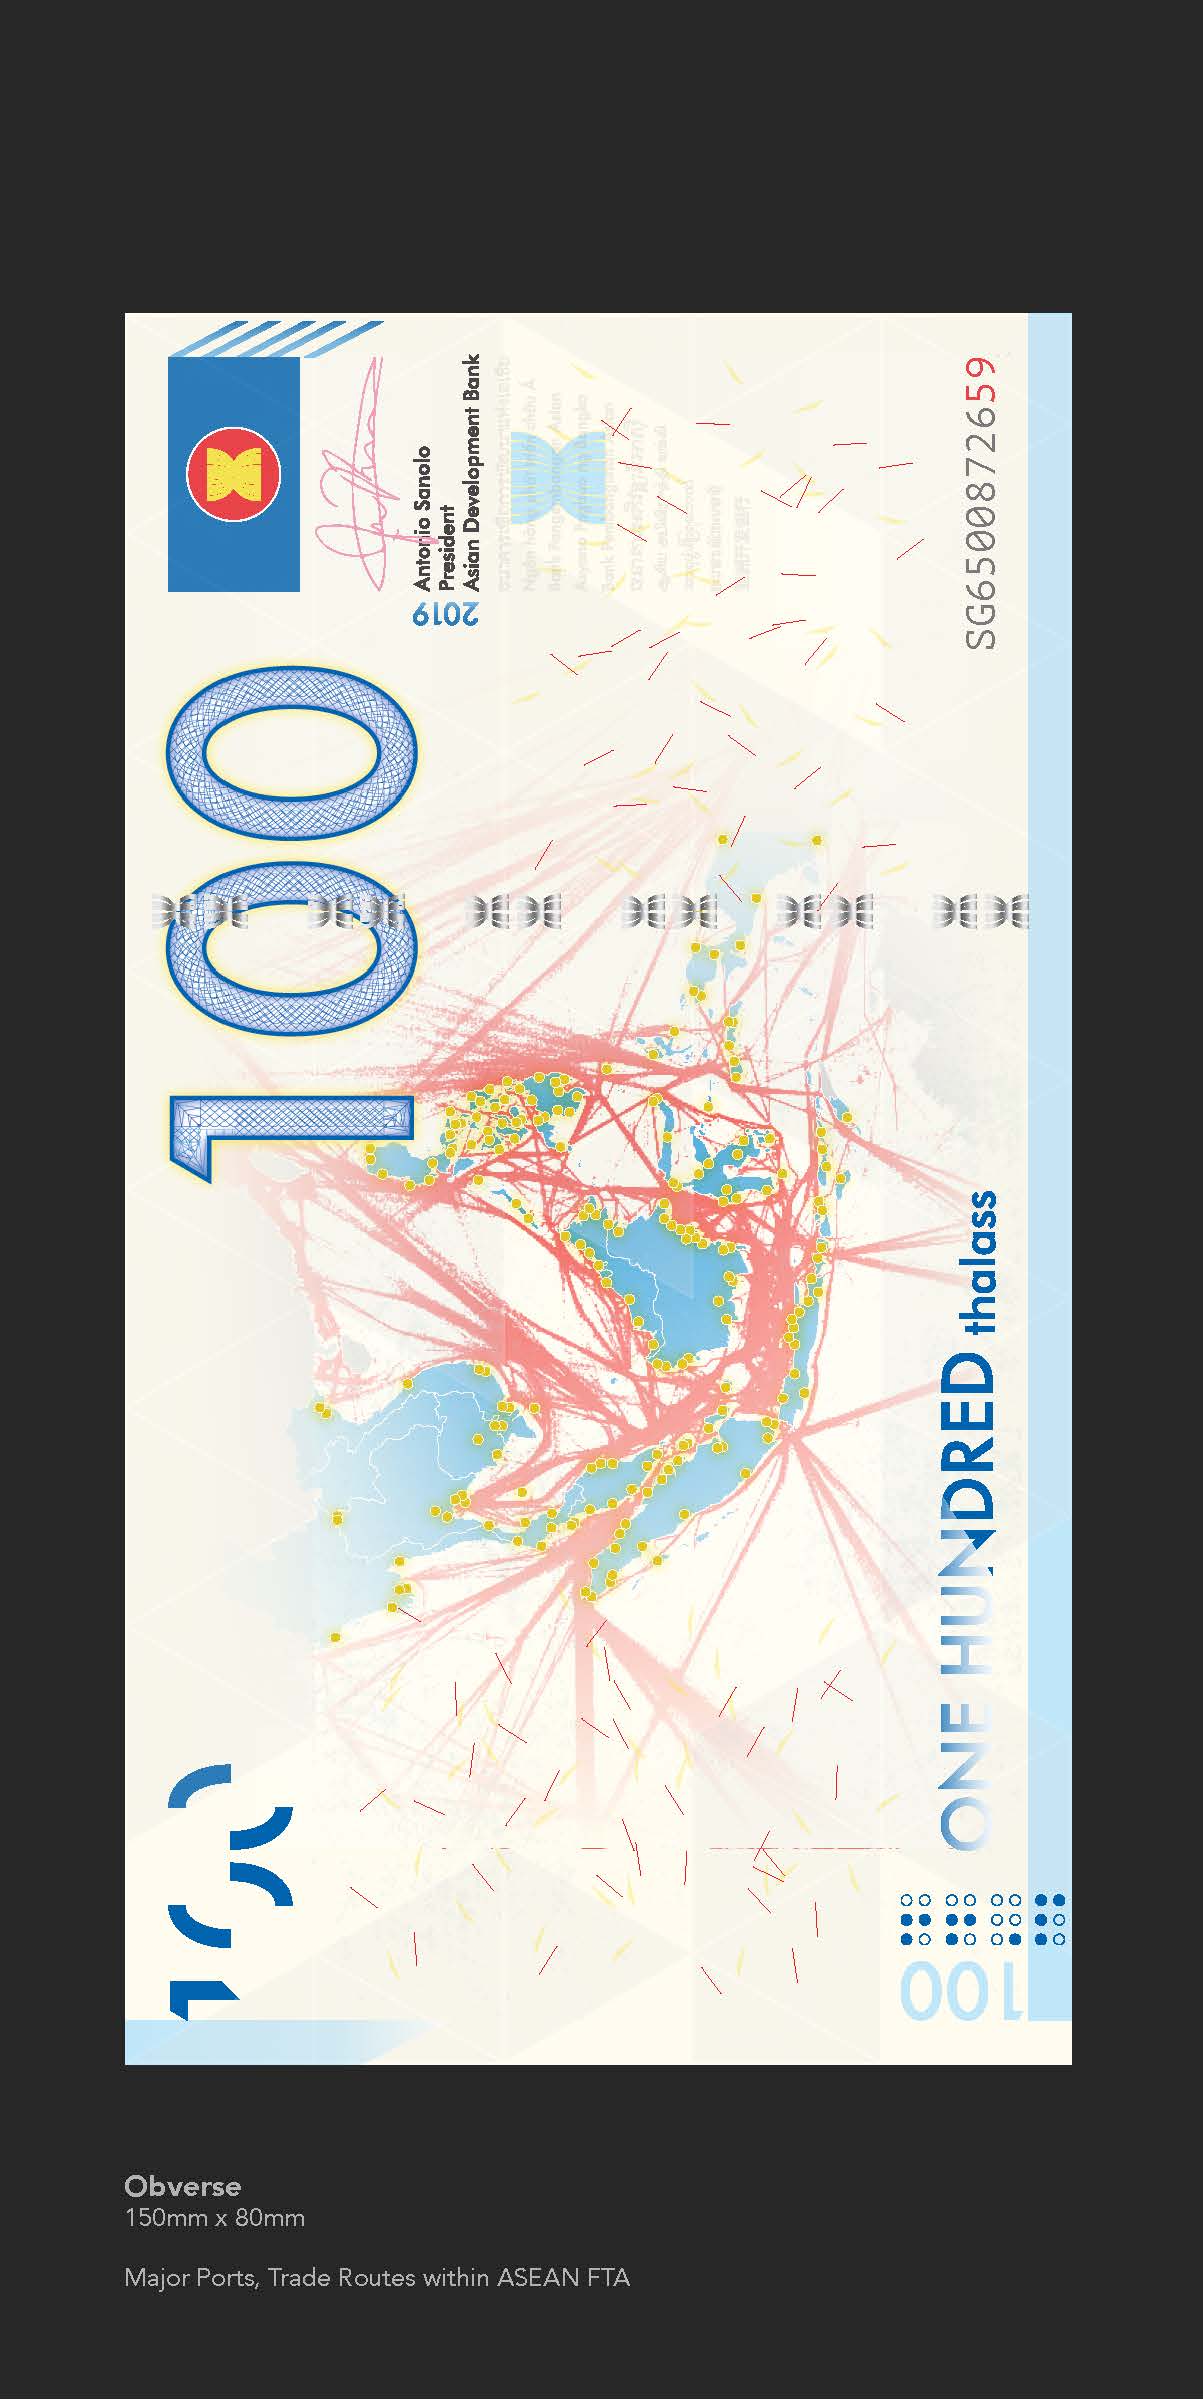 Antonio Sanolo
President
Asian Development Bank
2019
100
SG6500872659
ONE HUNDRED thalass
100
Obverse
150mm x 80mm
Major Ports, Trade Routes within ASEAN FTA